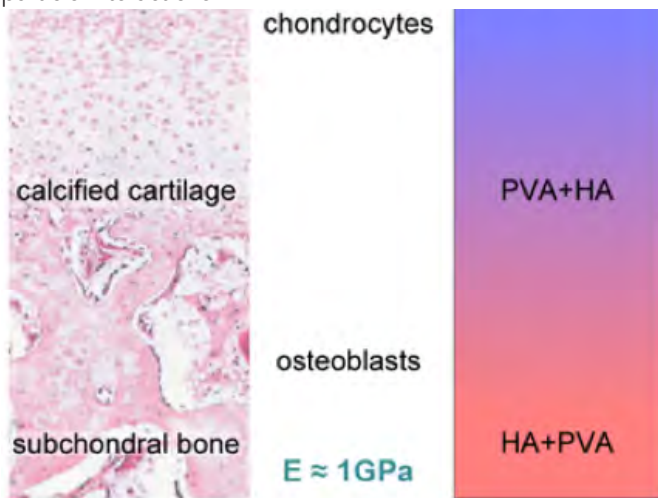 chondrocytes
calcified cartilage
PVA+HA
osteoblasts
subchondral bone
HA+PVA
E ≈ 1GPa